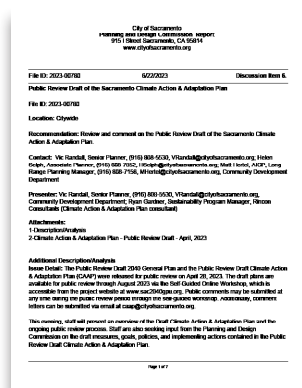 City of Sacramento
Planning and Design Commission Report
915 I Street Sacramento, CA 95814
www.cityofsacramento.org
File ID: 2023-00780 6/22/2023 Discussion Item 6.
Public Review Draft of the Sacramento Climate Action & Adaptation Plan
File ID: 2023-00780
Location: Citywide
Recommendation: Review and comment on the Public Review Draft of the Sacramento Climate
Action & Adaptation Plan.
Contact: Vic Randall, Senior Planner, (916) 808-5530, VRandall@cityofsacramento.org; Helen
Selph, Associate Planner, (916) 808-7852, HSelph@cityofsacramento.org, Matt Hertel, AICP, Long
Range Planning Manager, (916) 808-7158, MHertel@cityofsacramento.org, Community Development
Department
Presenter: Vic Randall, Senior Planner, (916) 808-5530, VRandall@cityofsacramento.org,
Community Development Department; Ryan Gardner, Sustainability Program Manager, Rincon
Consultants (Climate Action & Adaptation Plan consultant)
Attachments:
1-Description/Analysis
2-Climate Action & Adaptation Plan - Public Review Draft - April, 2023
Additional Description/Analysis
Issue Detail: The Public Review Draft 2040 General Plan and the Public Review Draft Climate Action
& Adaptation Plan (CAAP) were released for public review on April 28, 2023. The draft plans are
available for public review through August 2023 via the Self-Guided Online Workshop, which is
accessible from the project website at www.sac2040gpu.org. Public comments may be submitted at
any time during the public review period through the self-guided workshop. Additionally, comment
letters can be submitted via email at caap@cityofsacramento.org.
This evening, staff will present an overview of the Draft Climate Action & Adaptation Plan and the
ongoing public review process. Staff are also seeking input from the Planning and Design
Commission on the draft measures, goals, policies, and implementing actions contained in the Public
Review Draft Climate Action & Adaptation Plan.
Page 1 of 7